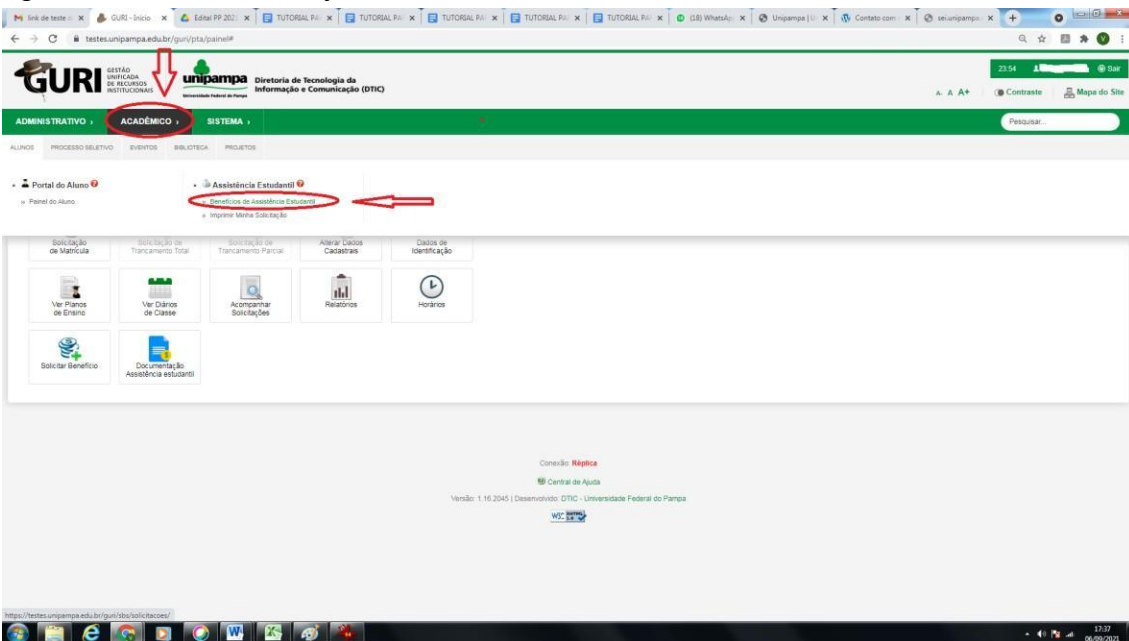 link de teste
GURI - Início
Edital PP 202
TUTORIAL PA
TUTORIAL PA
TUTORIAL PA
TUTORIAL PA
TUTORIAL PA
(18) WhatsAp
Unipampa | U
Contato com
sei.unipampa
testes.unipampa.edu.br/guri/pta/painel#
GURI
GESTÃO
UNIFICADA
DE RECURSOS
INSTITUCIONAIS
unipampa
Universidade Federal do Pampa
Diretoria de Tecnologia da
Informação e Comunicação (DTIC)
23:54
Sair
A- A A+
Contraste
Mapa do Site
ADMINISTRATIVO
ACADÊMICO
SISTEMA
Pesquisar...
ALUNOS
PROCESSO SELETIVO
EVENTOS
BIBLIOTECA
PROJETOS
Portal do Aluno
Assistência Estudantil
» Painel do Aluno
» Benefícios de Assistência Estudantil
» Imprimir Minha Solicitação
Solicitação
de Matrícula
Solicitação de
Trancamento Total
Solicitação de
Trancamento Parcial
Alterar Dados
Cadastrais
Dados de
Identificação
Ver Planos
de Ensino
Ver Diários
de Classe
Acompanhar
Solicitações
Relatórios
Horários
Solicitar Benefício
Documentação
Assistência estudantil
Conexão: Réplica
Central de Ajuda
Versão: 1.16.2045 | Desenvolvido: DTIC - Universidade Federal do Pampa
W3C
https://testes.unipampa.edu.br/guri/sbs/solicitacoes/
17:37
06/09/2021